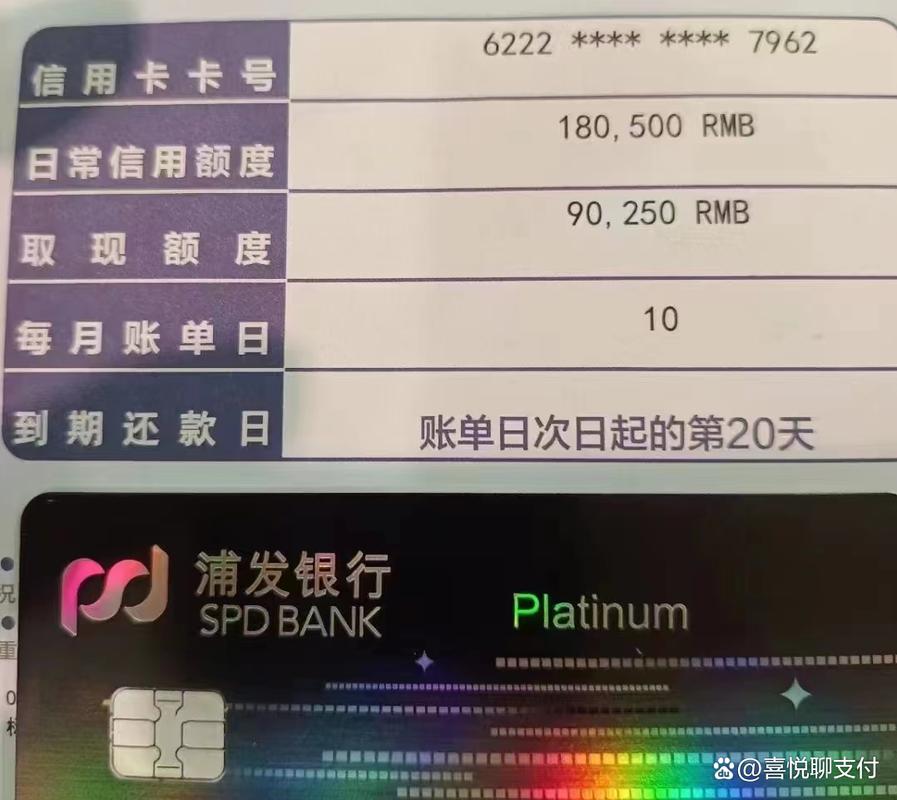 信用卡卡号 6222 **** **** 7962
日常信用额度 180,500 RMB
取现额度 90,250 RMB
每月账单日 10
到期还款日 账单日次日起的第20天
浦发银行
SPD BANK
Platinum
况
重
0
@喜悦聊支付